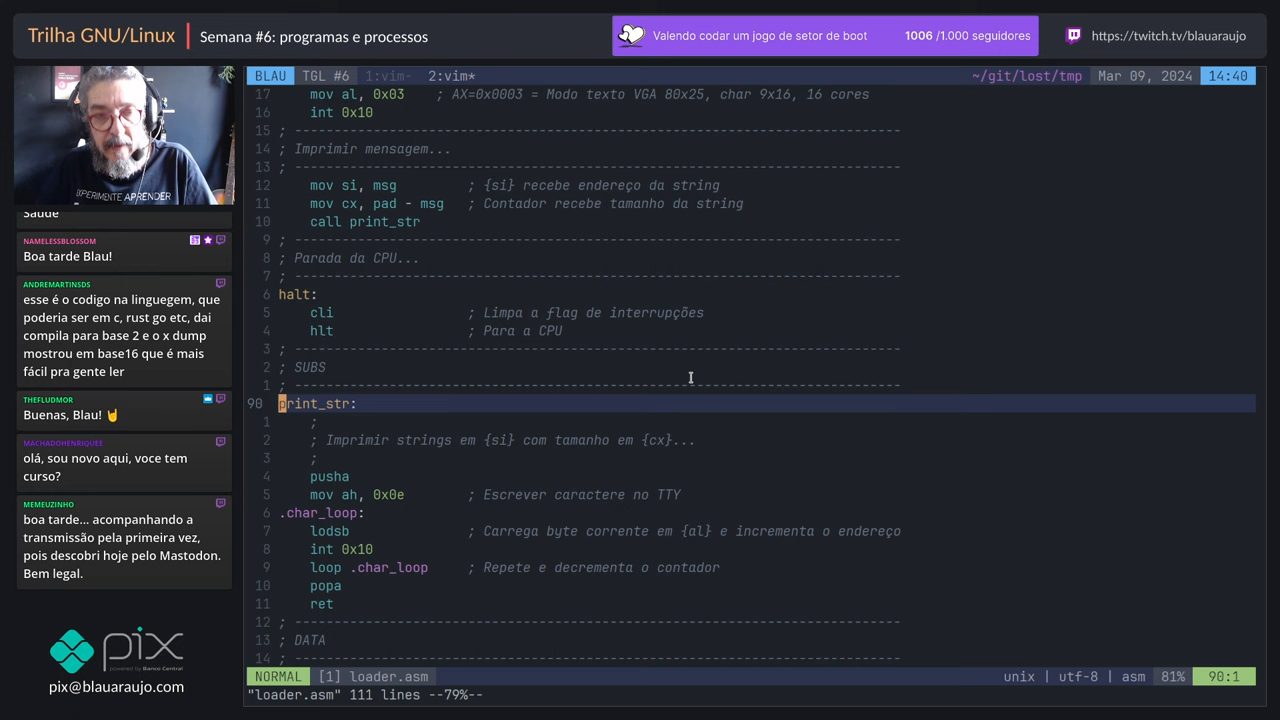 Trilha GNU/Linux
Semana #6: programas e processos
Valendo codar um jogo de setor de boot
1006 /1.000 seguidores
https://twitch.tv/blauaraujo
EXPERIMENTE APRENDER
Saúde
NAMELESSBLOSSOM
Boa tarde Blau!
ANDREMARTINSDS
esse é o codigo na linguegem, que
poderia ser em c, rust go etc, dai
compila para base 2 e o x dump
mostrou em base16 que é mais
fácil pra gente ler
THEFLUDMOR
Buenas, Blau! 🤘
MACHADOHENRIQUEE
olá, sou novo aqui, voce tem
curso?
MEMEUZINHO
boa tarde... acompanhando a
transmissão pela primeira vez,
pois descobri hoje pelo Mastodon.
Bem legal.
pix
powered by Banco Central
pix@blauaraujo.com
BLAU TGL #6 1:vim- 2:vim* ~/git/lost/tmp Mar 09, 2024 14:40
17 mov al, 0x03 ; AX=0x0003 = Modo texto VGA 80x25, char 9x16, 16 cores
16 int 0x10
15 ; -----------------------------------------------------------------------------
14 ; Imprimir mensagem...
13 ; -----------------------------------------------------------------------------
12 mov si, msg ; {si} recebe endereço da string
11 mov cx, pad - msg ; Contador recebe tamanho da string
10 call print_str
9 ; -----------------------------------------------------------------------------
8 ; Parada da CPU...
7 ; -----------------------------------------------------------------------------
6 halt:
5 cli ; Limpa a flag de interrupções
4 hlt ; Para a CPU
3 ; -----------------------------------------------------------------------------
2 ; SUBS
1 ; -----------------------------------------------------------------------------
90 print_str:
1 ;
2 ; Imprimir strings em {si} com tamanho em {cx}...
3 ;
4 pusha
5 mov ah, 0x0e ; Escrever caractere no TTY
6 .char_loop:
7 lodsb ; Carrega byte corrente em {al} e incrementa o endereço
8 int 0x10
9 loop .char_loop ; Repete e decrementa o contador
10 popa
11 ret
12 ; -----------------------------------------------------------------------------
13 ; DATA
14 ; -----------------------------------------------------------------------------
NORMAL [1] loader.asm unix | utf-8 | asm 81% 90:1
"loader.asm" 111 lines --79%--